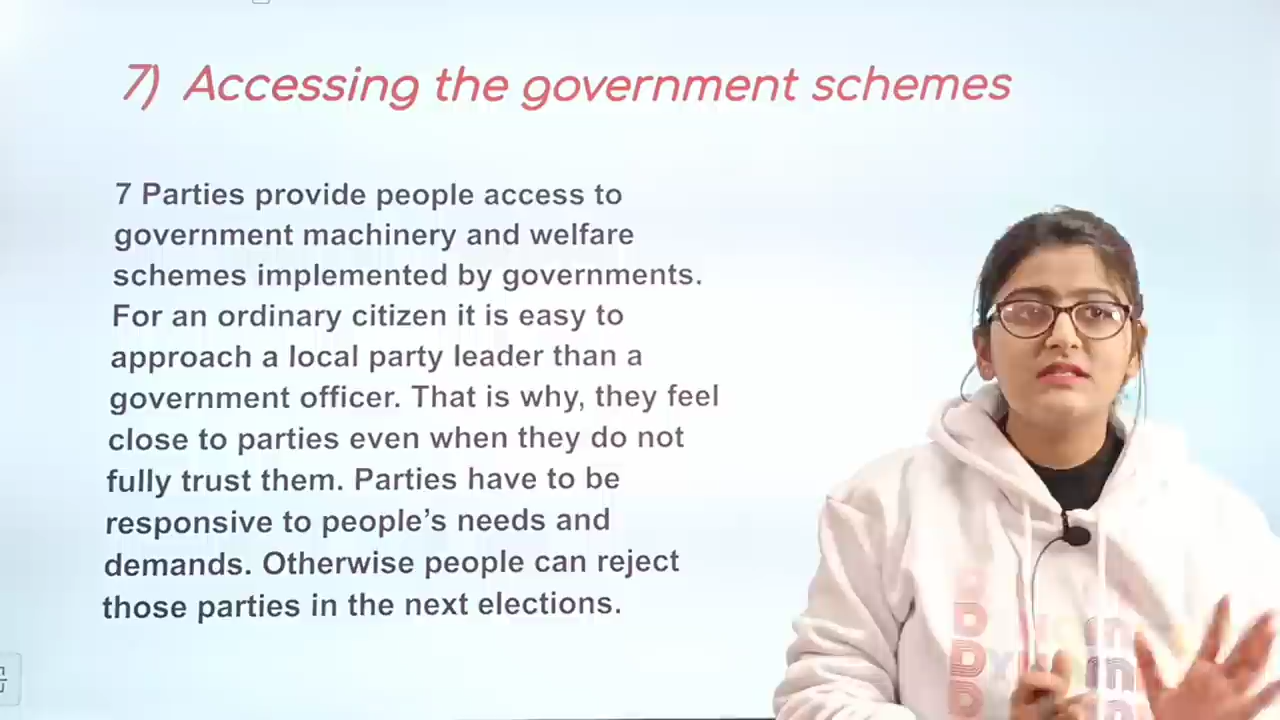 7) Accessing the government schemes
7 Parties provide people access to
government machinery and welfare
schemes implemented by governments.
For an ordinary citizen it is easy to
approach a local party leader than a
government officer. That is why, they feel
close to parties even when they do not
fully trust them. Parties have to be
responsive to people's needs and
demands. Otherwise people can reject
those parties in the next elections.